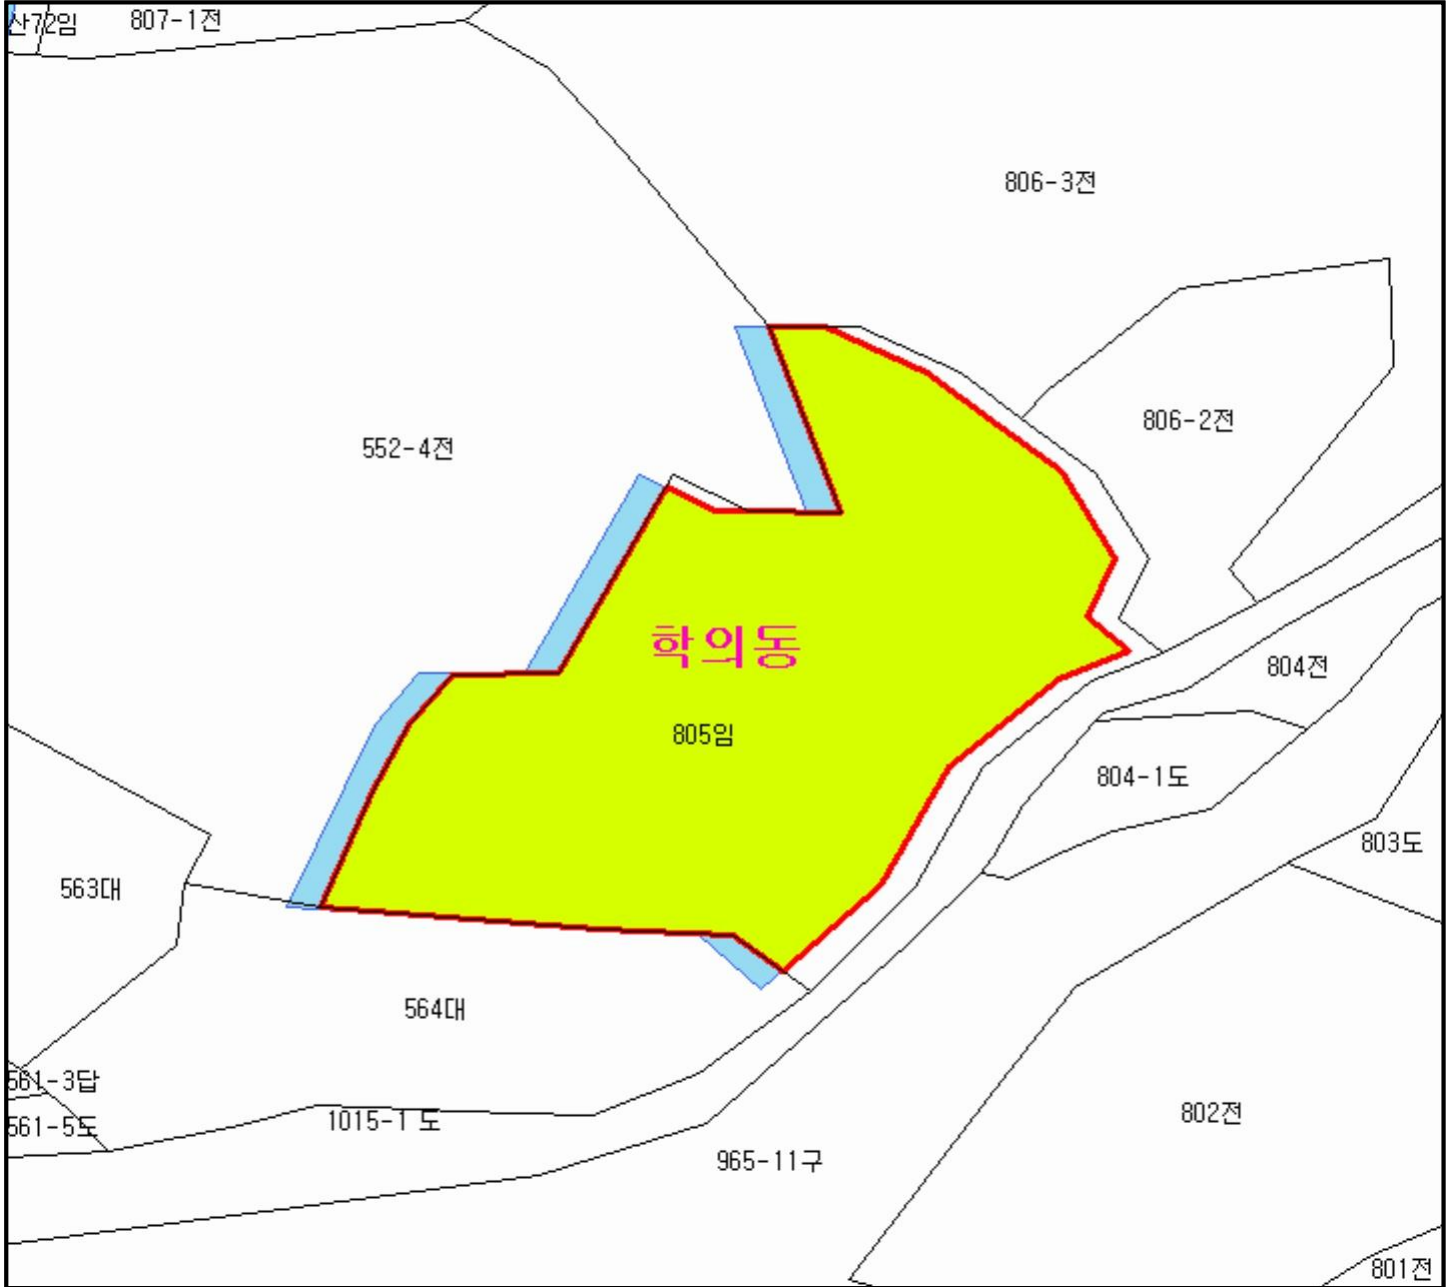 산72임
807-1전
806-3전
806-2전
552-4전
학의동
804전
805임
804-1도
803도
563대
564대
561-3답
561-5도
1015-1 도
802전
965-11구
801전